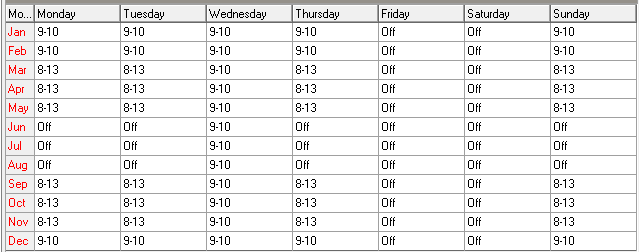 Mo... Monday Tuesday Wednesday Thursday Friday Saturday Sunday
Jan 9-10 9-10 9-10 9-10 Off Off 9-10
Feb 9-10 9-10 9-10 9-10 Off Off 9-10
Mar 8-13 8-13 9-10 8-13 Off Off 8-13
Apr 8-13 8-13 9-10 8-13 Off Off 8-13
May 8-13 8-13 9-10 8-13 Off Off 8-13
Jun Off Off 9-10 Off Off Off Off
Jul Off Off 9-10 Off Off Off Off
Aug Off Off 9-10 Off Off Off Off
Sep 8-13 8-13 9-10 8-13 Off Off 8-13
Oct 8-13 8-13 9-10 8-13 Off Off 8-13
Nov 8-13 8-13 9-10 8-13 Off Off 8-13
Dec 9-10 9-10 9-10 9-10 Off Off 9-10